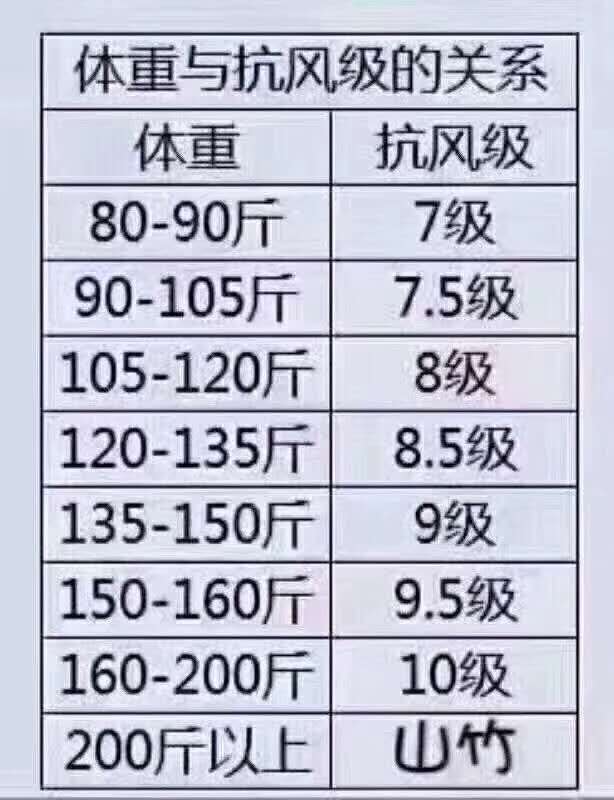 体重与抗风级的关系
体重 抗风级
80-90斤 7级
90-105斤 7.5级
105-120斤 8级
120-135斤 8.5级
135-150斤 9级
150-160斤 9.5级
160-200斤 10级
200斤以上 山竹